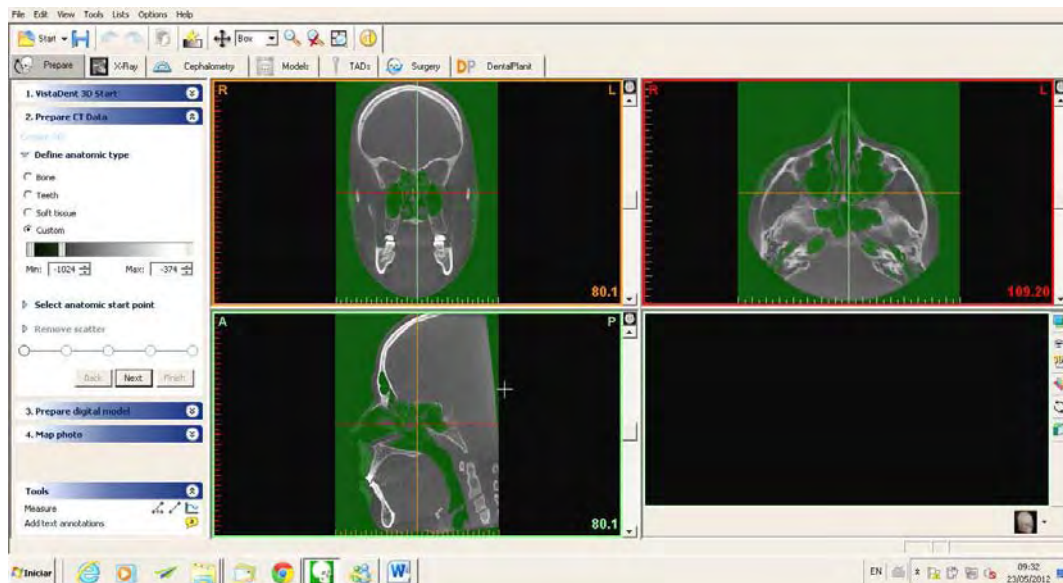 File Edit View Tools Lists Options Help
Start Box
Prepare X-Ray Cephalometry Models TADs Surgery DP DentalPlanit
1. VistaDent 3D Start
2. Prepare CT Data
Define anatomic type
Bone
Teeth
Soft tissue
Custom
Min: -1024 Max: -374
Select anatomic start point
Remove scatter
Back Next Finish
3. Prepare digital model
4. Map photo
Tools
Measure
Add text annotations
R L
80.1
R L
109.20
A P
80.1
Iniciar W EN 09:32
23/05/2012